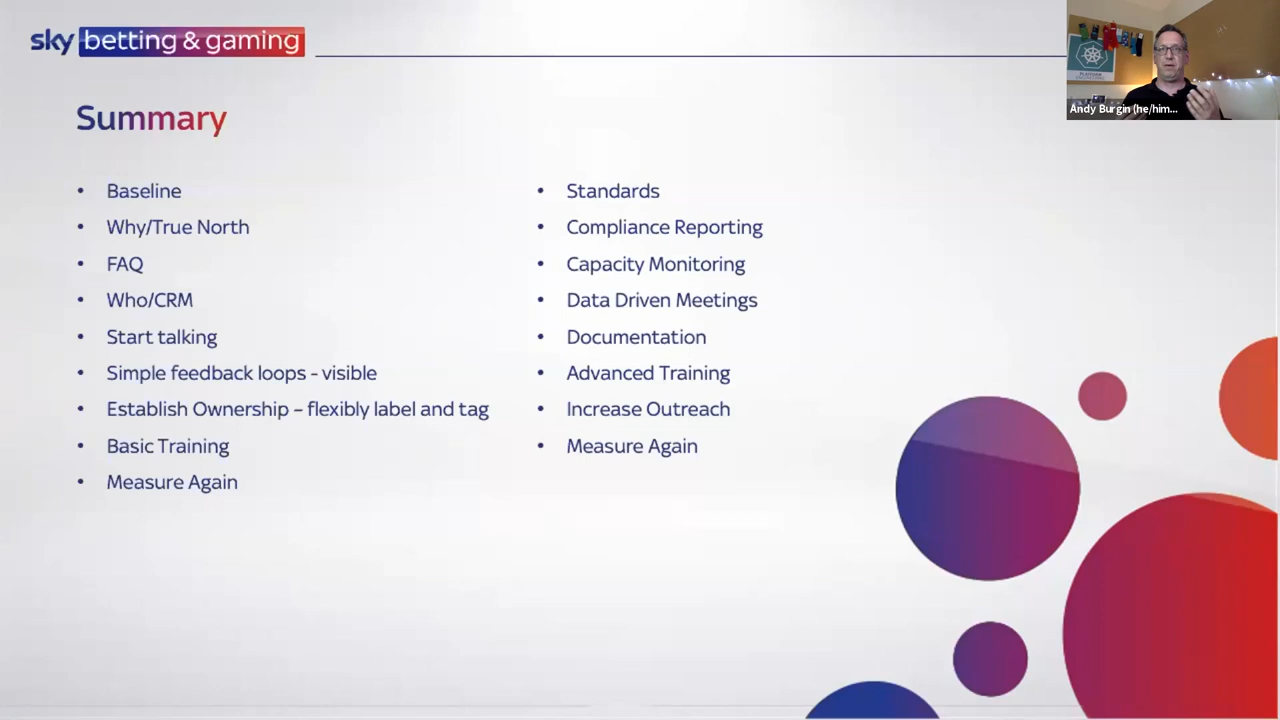 sky betting & gaming
Andy Burgin (he/him...
Summary
• Baseline
• Why/True North
• FAQ
• Who/CRM
• Start talking
• Simple feedback loops - visible
• Establish Ownership – flexibly label and tag
• Basic Training
• Measure Again
• Standards
• Compliance Reporting
• Capacity Monitoring
• Data Driven Meetings
• Documentation
• Advanced Training
• Increase Outreach
• Measure Again